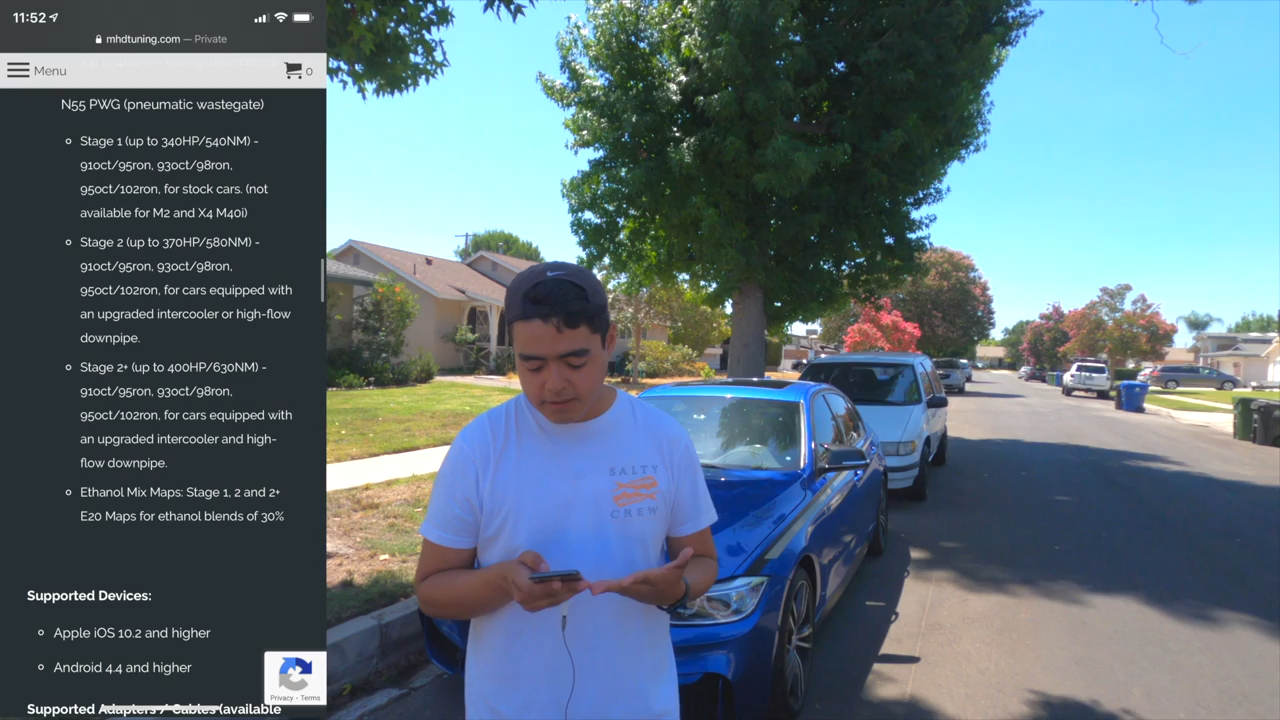 11:52
mhdtuning.com — Private
Menu
0
N55 PWG (pneumatic wastegate)
Stage 1 (up to 340HP/540NM) -
91oct/95ron, 93oct/98ron,
95oct/102ron, for stock cars. (not
available for M2 and X4 M40i)
Stage 2 (up to 370HP/580NM) -
91oct/95ron, 93oct/98ron,
95oct/102ron, for cars equipped with
an upgraded intercooler or high-flow
downpipe.
Stage 2+ (up to 400HP/630NM) -
91oct/95ron, 93oct/98ron,
95oct/102ron, for cars equipped with
an upgraded intercooler and high-
flow downpipe.
Ethanol Mix Maps: Stage 1, 2 and 2+
E20 Maps for ethanol blends of 30%
Supported Devices:
Apple iOS 10.2 and higher
Android 4.4 and higher
Privacy - Terms
Supported Adapters / Cables (available
SALTY
CREW